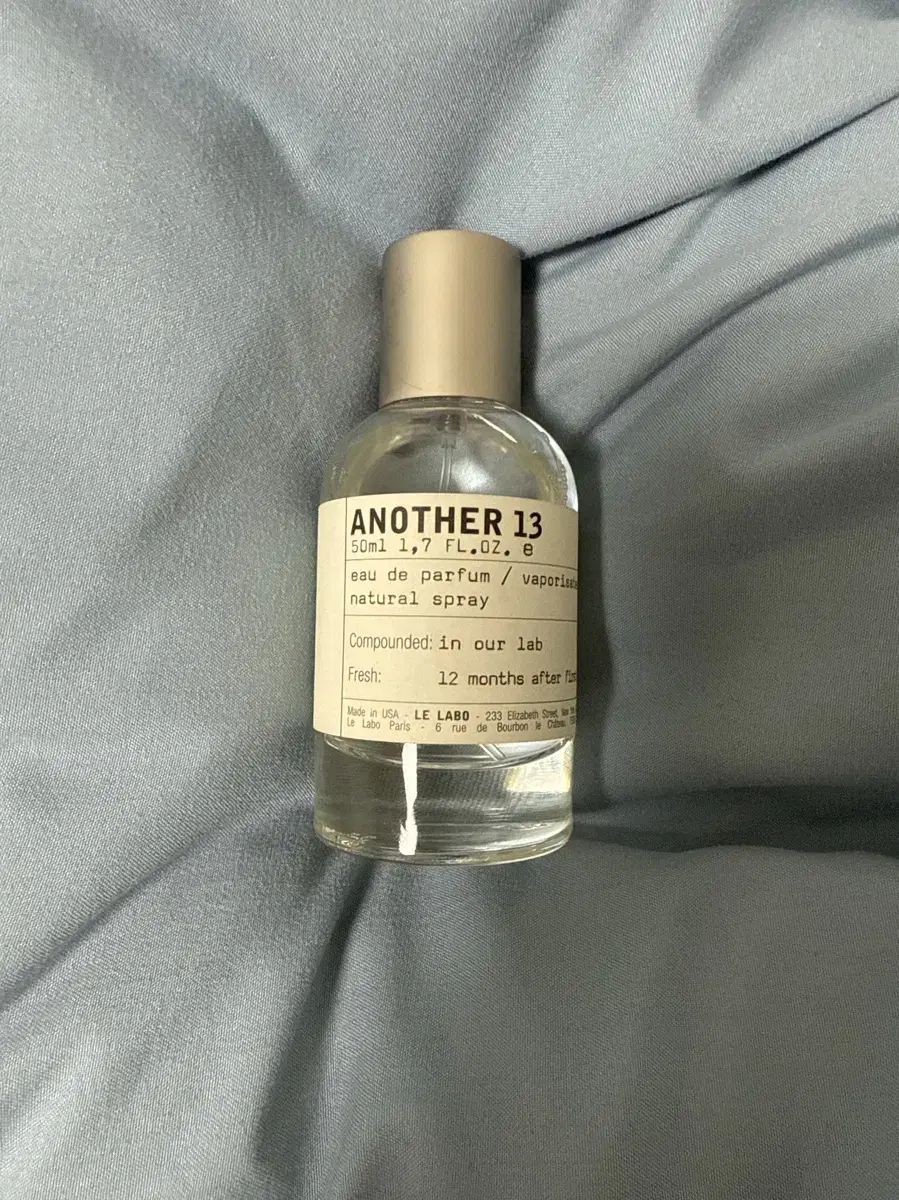 ANOTHER 13
50ml 1,7 FL.OZ. e
eau de parfum /
natural spray
Compounded: in our lab
Fresh: 12 months after
Made in USA - LE LABO - 233 Elizabeth Street, New
Le Labo Paris - 6 rue de Bourbon le Château,